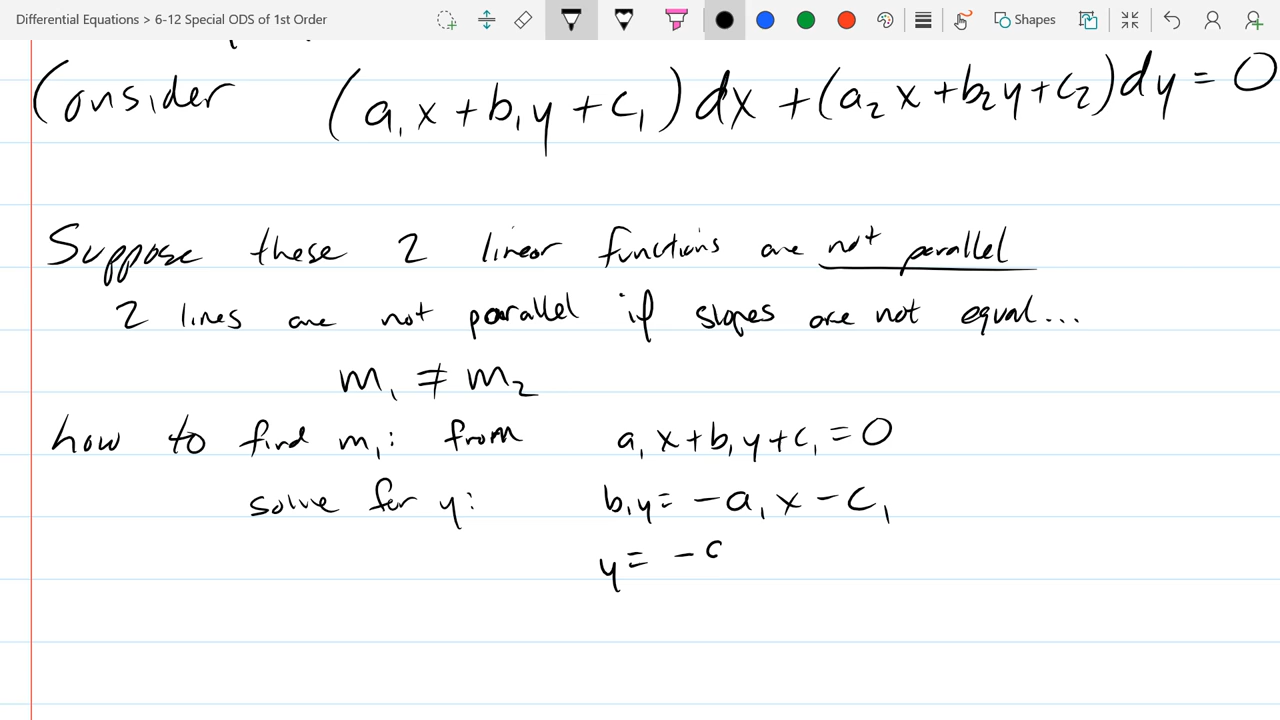 Differential Equations > 6-12 Special ODS of 1st Order
Shapes
Consider (a₁x + b₁y + c₁)dx + (a₂x + b₂y + c₂)dy = 0
Suppose these 2 linear functions are not parallel
2 lines are not parallel if slopes are not equal...
m₁ ≠ m₂
how to find m₁: from a₁x + b₁y + c₁ = 0
solve for y: b₁y = -a₁x - c₁
y = -